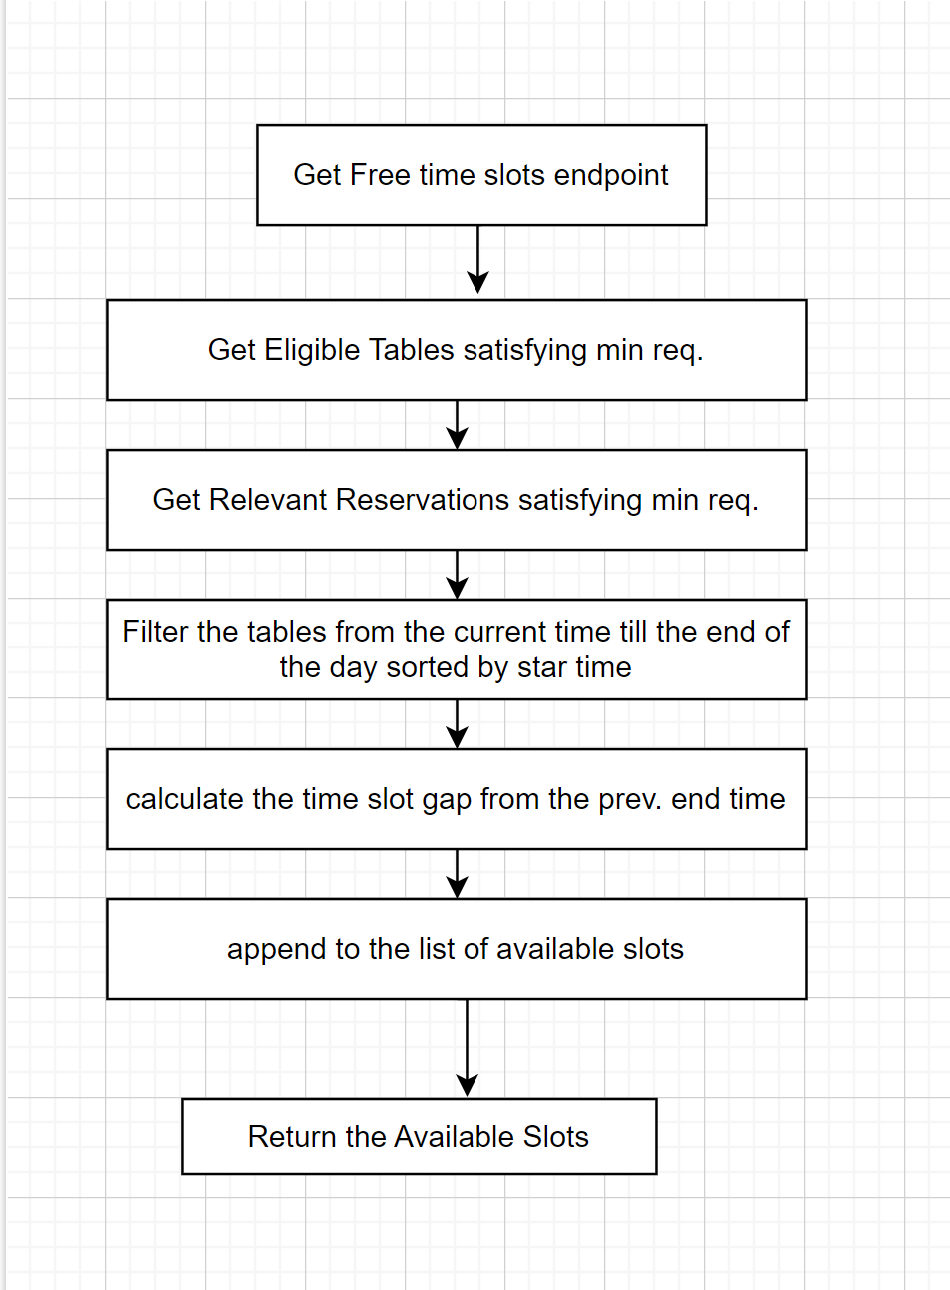 Get Free time slots endpoint
Get Eligible Tables satisfying min req.
Get Relevant Reservations satisfying min req.
Filter the tables from the current time till the end of
the day sorted by star time
calculate the time slot gap from the prev. end time
append to the list of available slots
Return the Available Slots